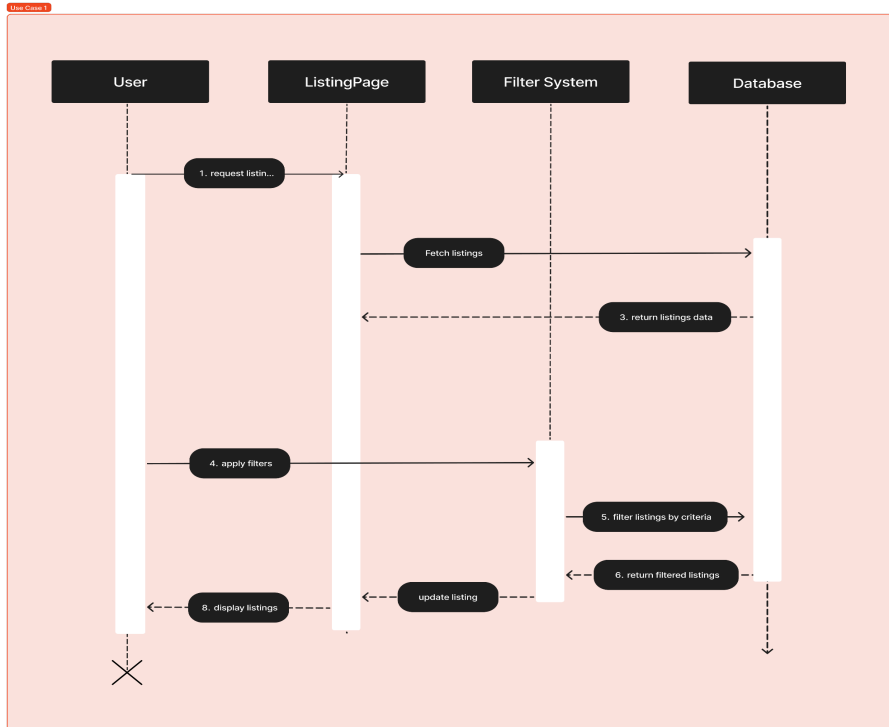 Use Case 1
User
ListingPage
Filter System
Database
1. request listin...
Fetch listings
3. return listings data
4. apply filters
5. filter listings by criteria
6. return filtered listings
update listing
8. display listings